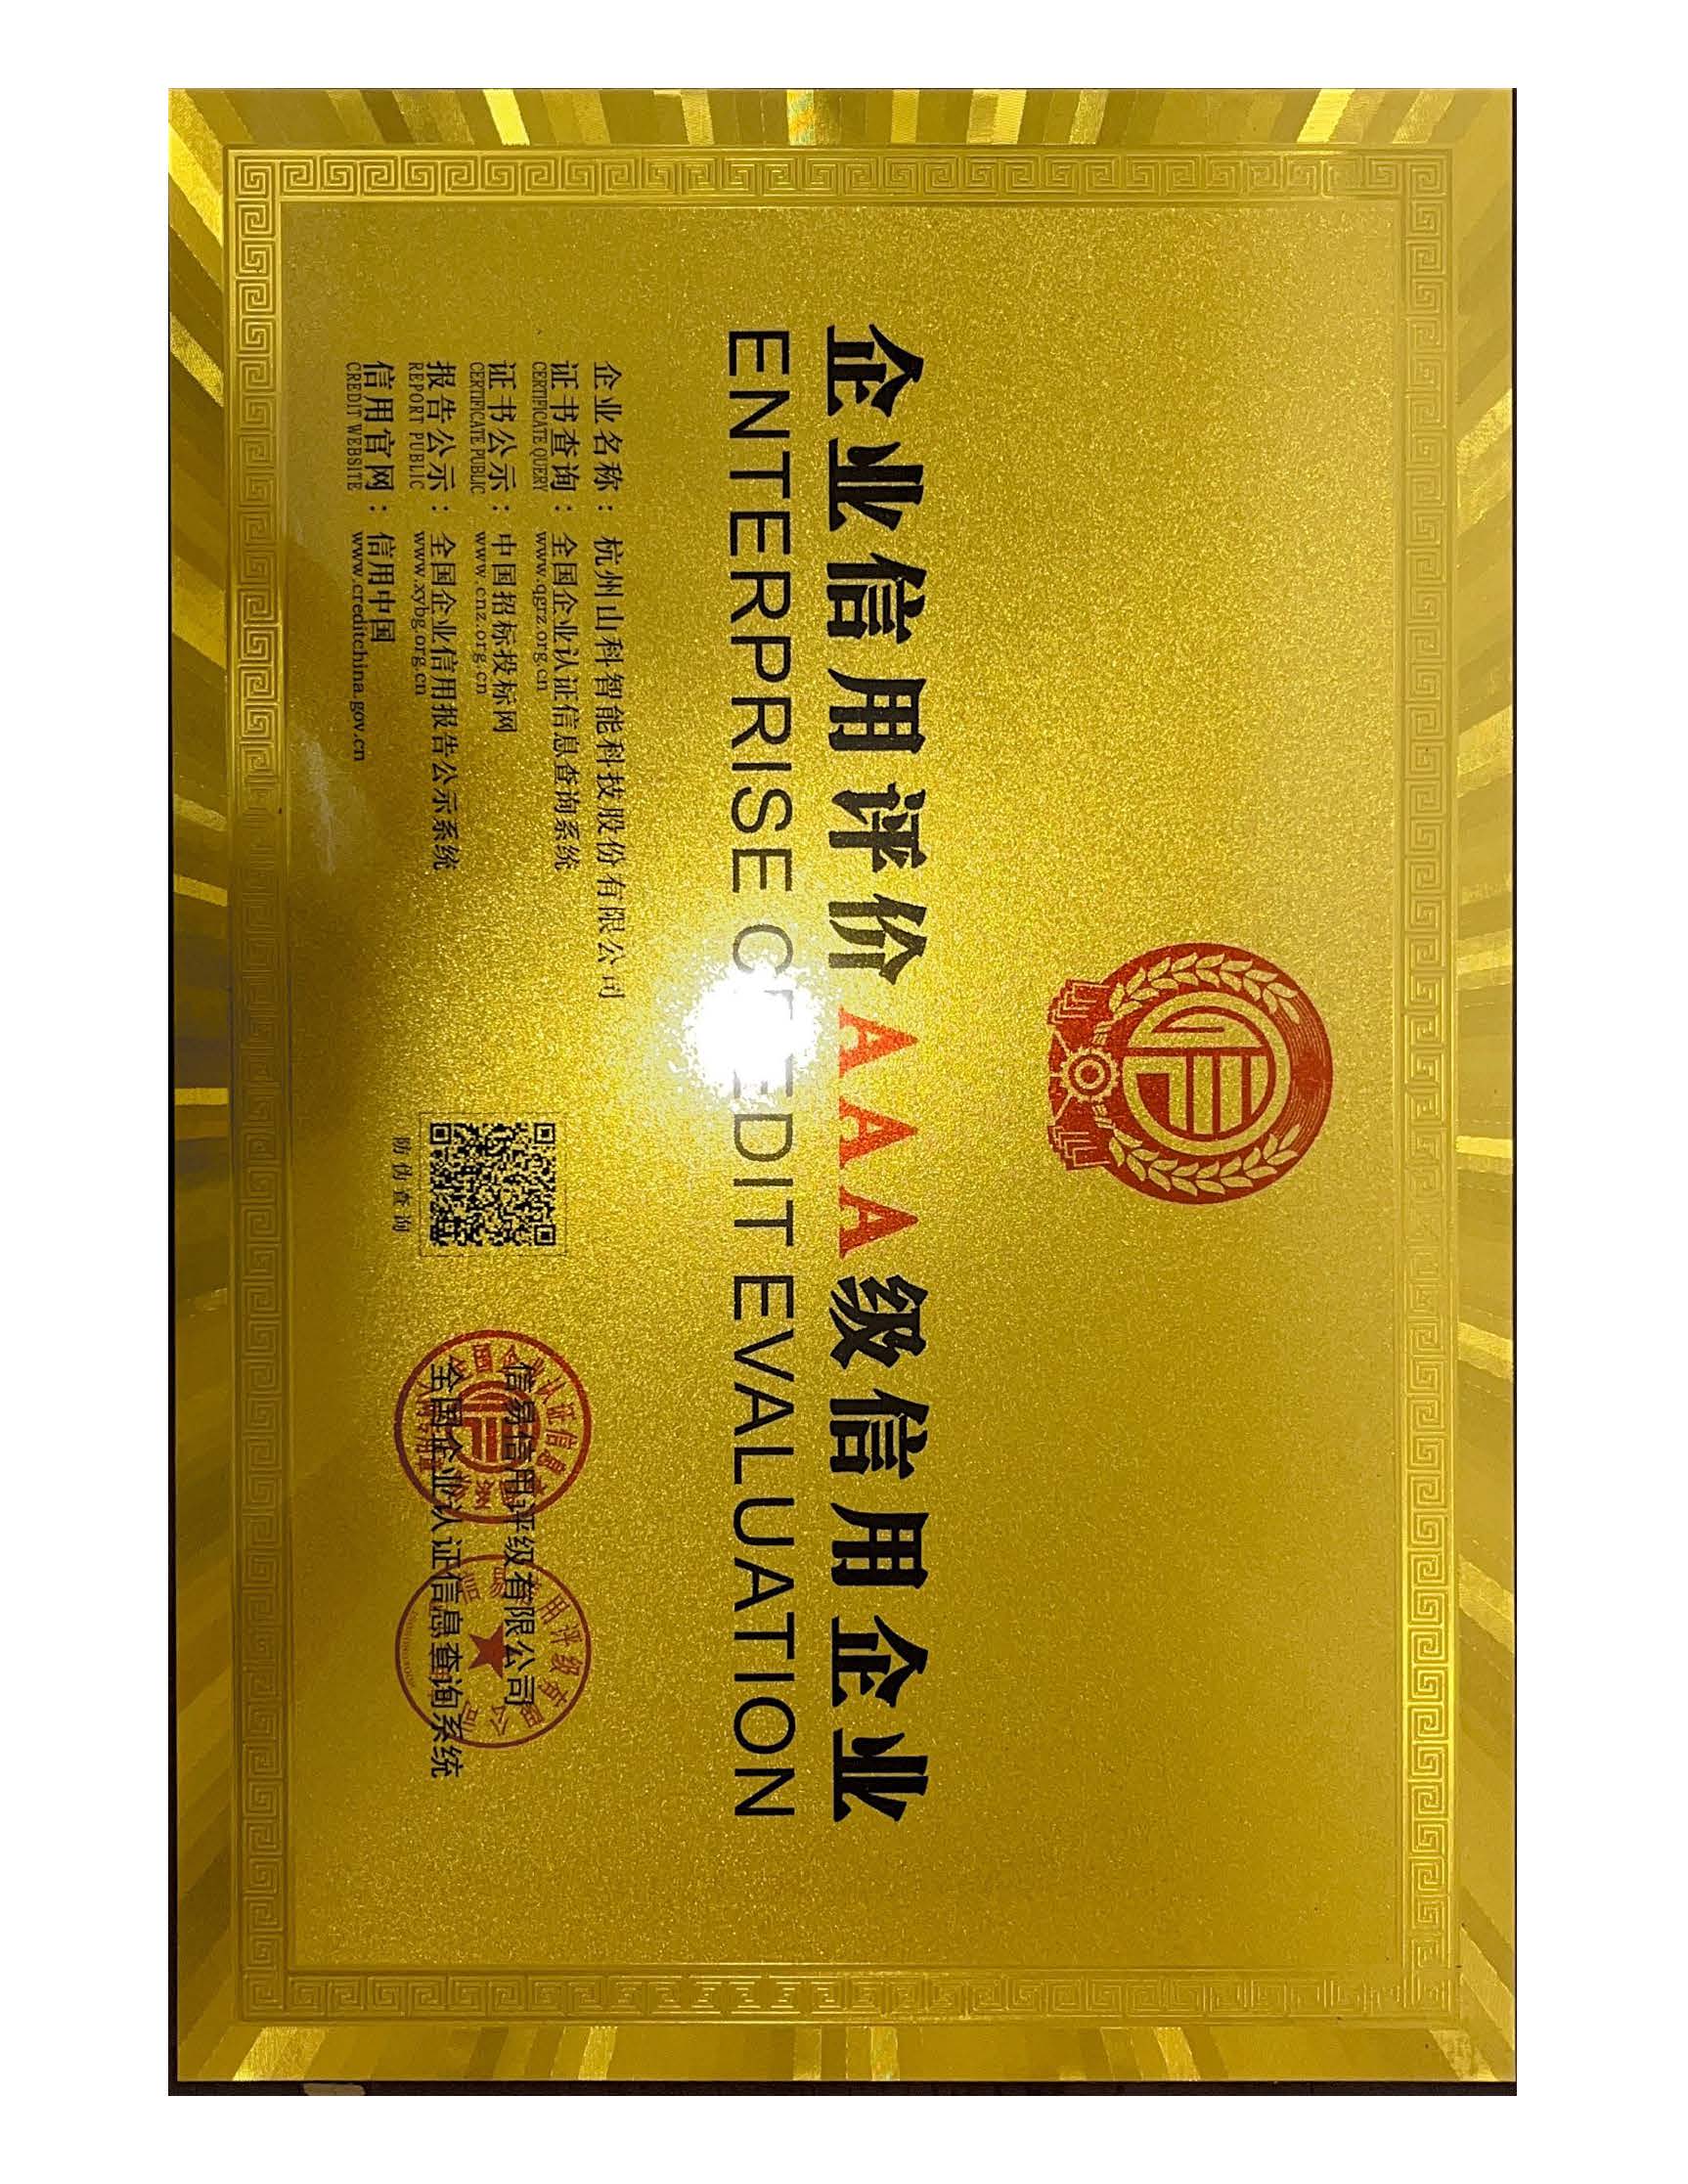 企业信用评价AAA级信用企业
ENTERPRISE CREDIT EVALUATION
企业名称：杭州山科智能科技股份有限公司
证书查询：全国企业认证信息查询系统
CERTIFICATE QUERY www.qgrz.org.cn
证书公示：中国招标投标网
CERTIFICATE PUBLIC www.cnz.org.cn
报告公示：全国企业信用报告公示系统
REPORT PUBLIC www.xybg.org.cn
信用官网：信用中国
CREDIT WEBSITE www.creditchina.gov.cn
防伪查询
信易信用评级有限公司
全国企业认证信息查询系统